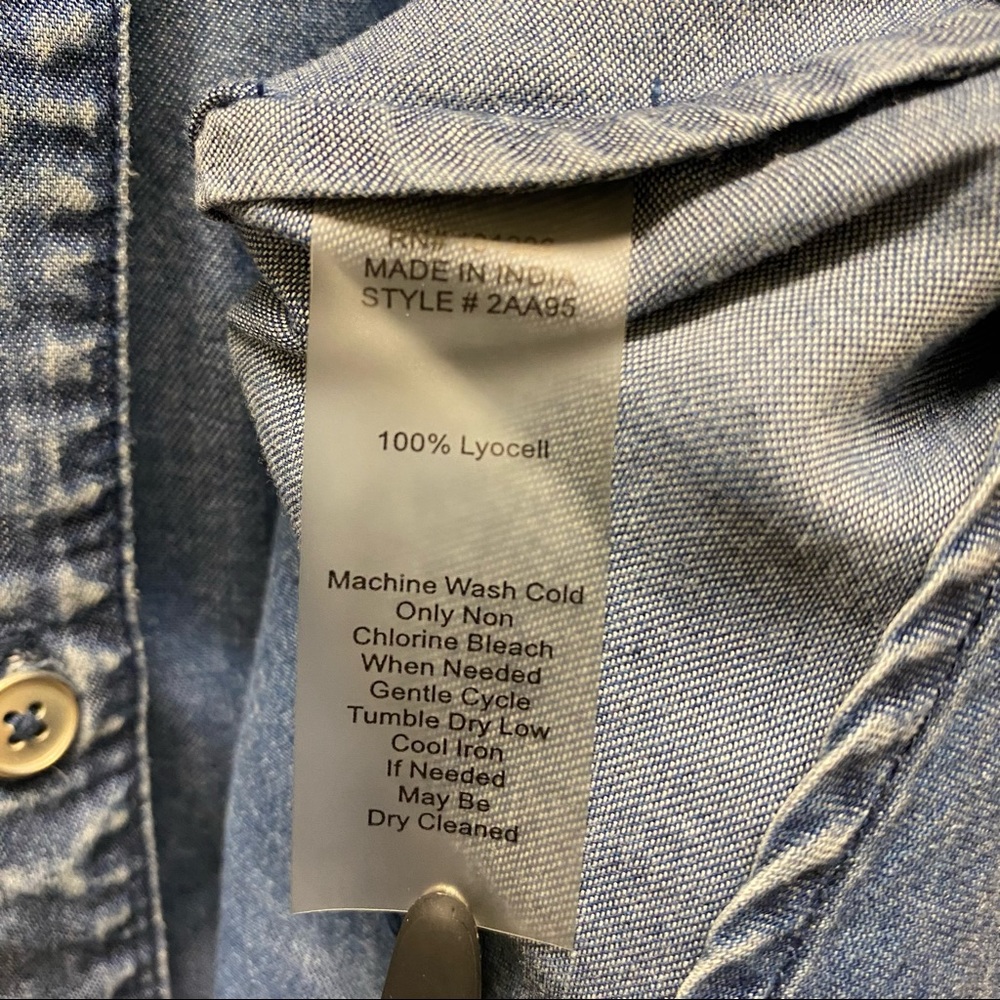 RN#
MADE IN INDIA
STYLE # 2AA95
100% Lyocell
Machine Wash Cold
Only Non
Chlorine Bleach
When Needed
Gentle Cycle
Tumble Dry Low
Cool Iron
If Needed
May Be
Dry Cleaned